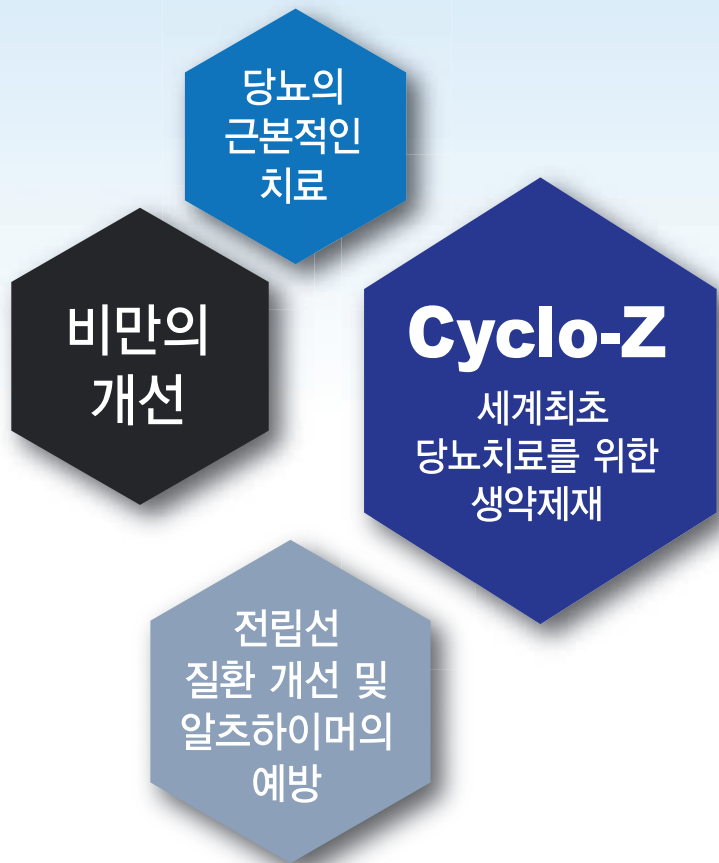 당뇨의
근본적인
치료
비만의
개선
Cyclo-Z
세계최초
당뇨치료를 위한
생약제재
전립선
질환 개선 및
알츠하이머의
예방